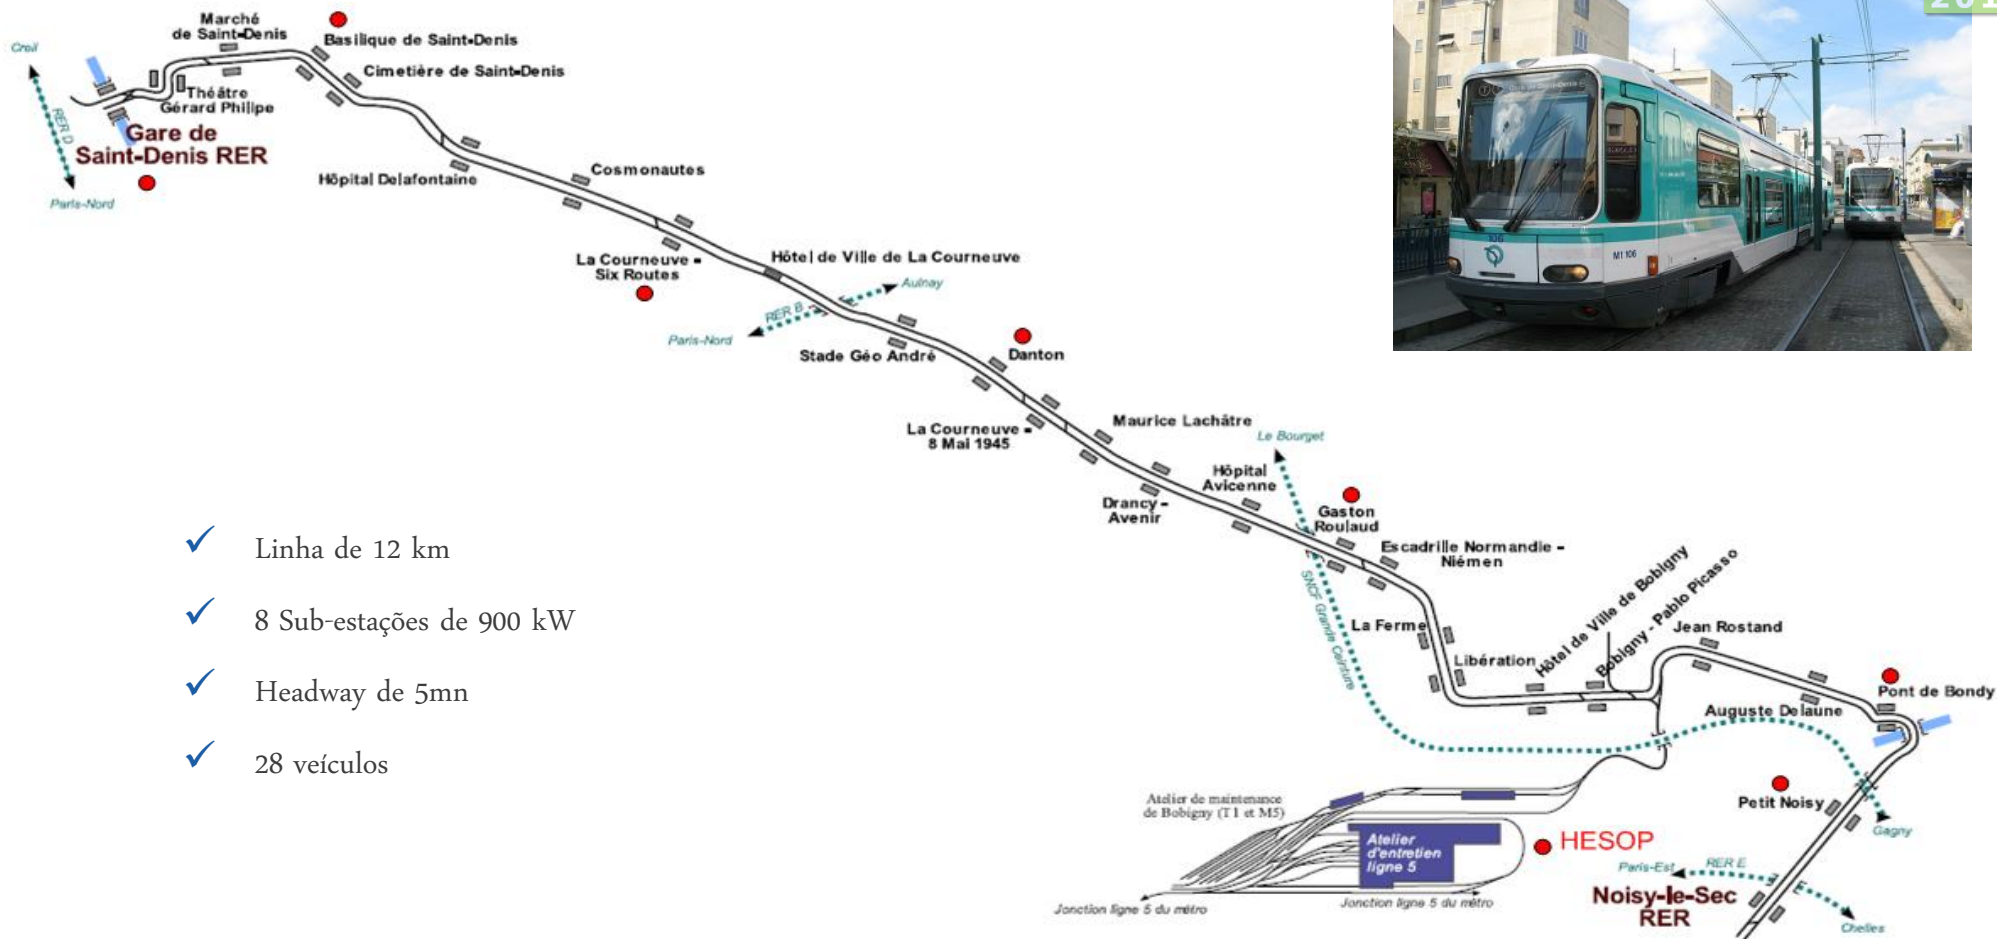 Marché
de Saint-Denis
Basilique de Saint-Denis
Creil
Cimetière de Saint-Denis
Théâtre
Gérard Philipe
RER D
Gare de
Saint-Denis RER
Paris-Nord
Hôpital Delafontaine
Cosmonautes
La Courneuve -
Six Routes
Hôtel de Ville de La Courneuve
Aulnay
RER B
Paris-Nord
Stade Géo André
Danton
La Courneuve -
8 Mai 1945
Maurice Lachâtre
Le Bourget
Hôpital
Avicenne
Drancy -
Avenir
Gaston
Roulaud
Escadrille Normandie -
Niémen
SNCF Grande Ceinture
La Ferme
Libération
Hôtel de Ville de Bobigny
Bobigny - Pablo Picasso
Jean Rostand
Auguste Delaune
Pont de Bondy
Petit Noisy
Gagny
Atelier de maintenance
de Bobigny (T1 et M5)
Atelier
d'entretien
ligne 5
HESOP
Paris-Est
RER E
Noisy-le-Sec
RER
Chelles
Jonction ligne 5 du métro
Jonction ligne 5 du métro
✓ Linha de 12 km
✓ 8 Sub-estações de 900 kW
✓ Headway de 5mn
✓ 28 veículos
106
M1 106
201